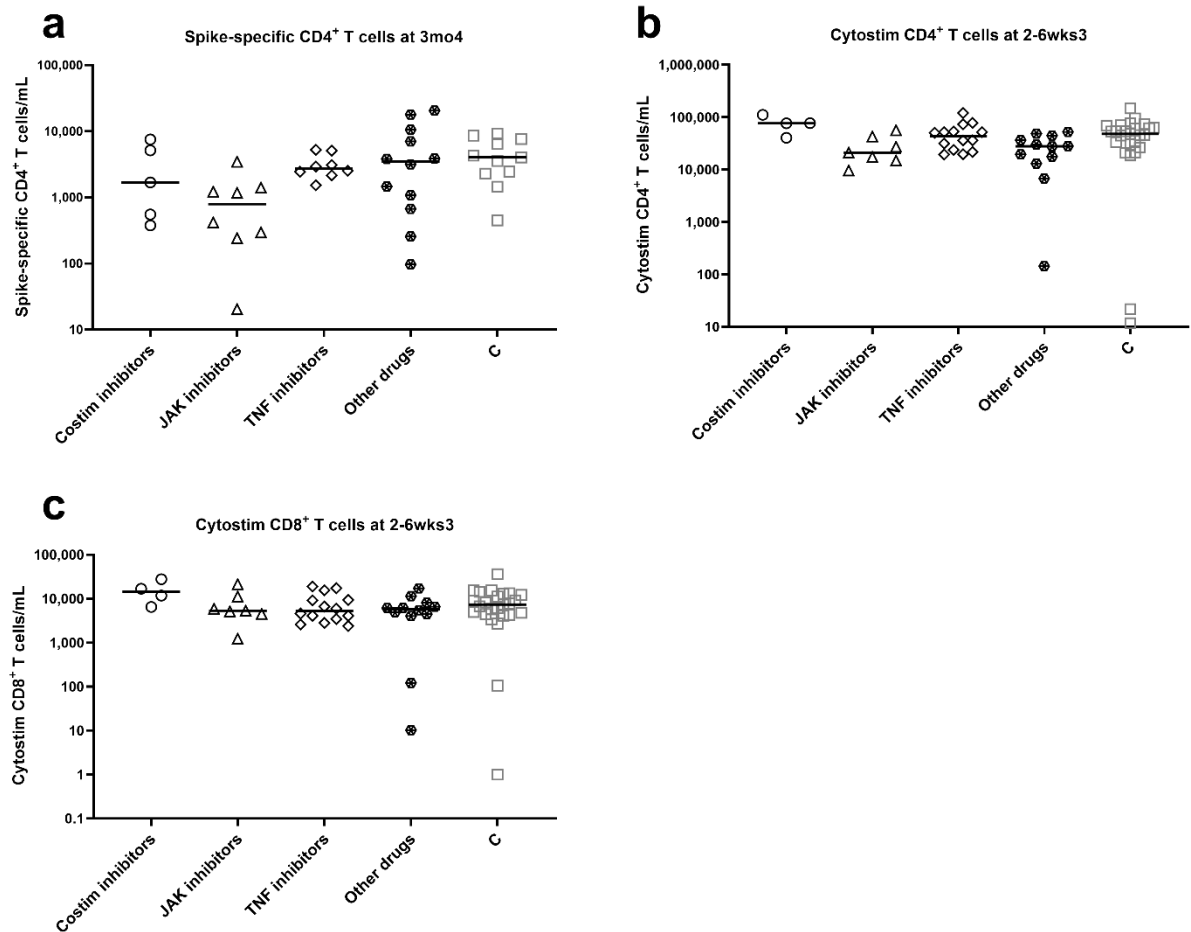 a
Spike-specific CD4⁺ T cells at 3mo4
Spike-specific CD4⁺ T cells/mL
100,000
10,000
1,000
100
10
Costim inhibitors
JAK inhibitors
TNF inhibitors
Other drugs
C
b
Cytostim CD4⁺ T cells at 2-6wks3
Cytostim CD4⁺ T cells/mL
1,000,000
100,000
10,000
1,000
100
10
Costim inhibitors
JAK inhibitors
TNF inhibitors
Other drugs
C
c
Cytostim CD8⁺ T cells at 2-6wks3
Cytostim CD8⁺ T cells/mL
100,000
10,000
1,000
100
10
1
0.1
Costim inhibitors
JAK inhibitors
TNF inhibitors
Other drugs
C